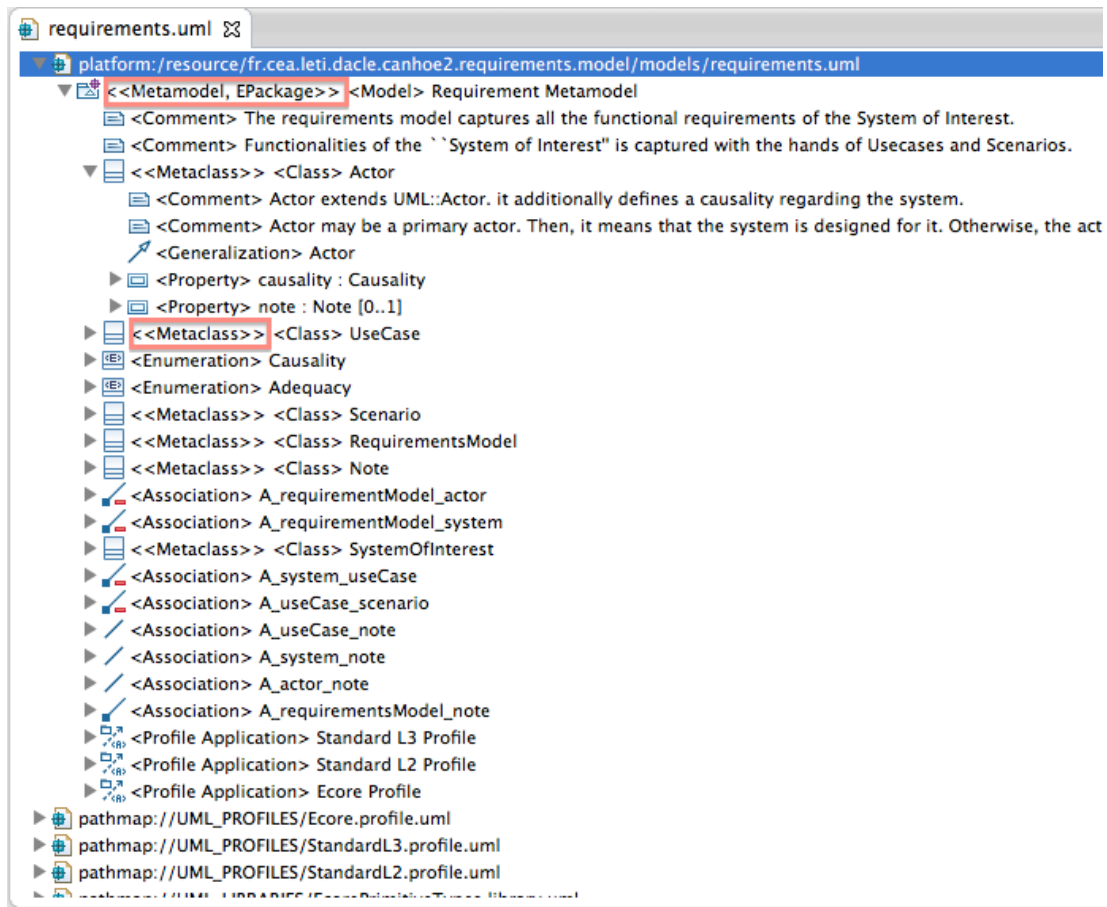 requirements.uml
platform:/resource/fr.cea.leti.dacle.canhoe2.requirements.model/models/requirements.uml
<<Metamodel, EPackage>> <Model> Requirement Metamodel
<Comment> The requirements model captures all the functional requirements of the System of Interest.
<Comment> Functionalities of the ``System of Interest" is captured with the hands of Usecases and Scenarios.
<<Metaclass>> <Class> Actor
<Comment> Actor extends UML::Actor. it additionally defines a causality regarding the system.
<Comment> Actor may be a primary actor. Then, it means that the system is designed for it. Otherwise, the act
<Generalization> Actor
<Property> causality : Causality
<Property> note : Note [0..1]
<<Metaclass>> <Class> UseCase
<Enumeration> Causality
<Enumeration> Adequacy
<<Metaclass>> <Class> Scenario
<<Metaclass>> <Class> RequirementsModel
<<Metaclass>> <Class> Note
<Association> A_requirementModel_actor
<Association> A_requirementModel_system
<<Metaclass>> <Class> SystemOfInterest
<Association> A_system_useCase
<Association> A_useCase_scenario
<Association> A_useCase_note
<Association> A_system_note
<Association> A_actor_note
<Association> A_requirementsModel_note
<Profile Application> Standard L3 Profile
<Profile Application> Standard L2 Profile
<Profile Application> Ecore Profile
pathmap://UML_PROFILES/Ecore.profile.uml
pathmap://UML_PROFILES/StandardL3.profile.uml
pathmap://UML_PROFILES/StandardL2.profile.uml